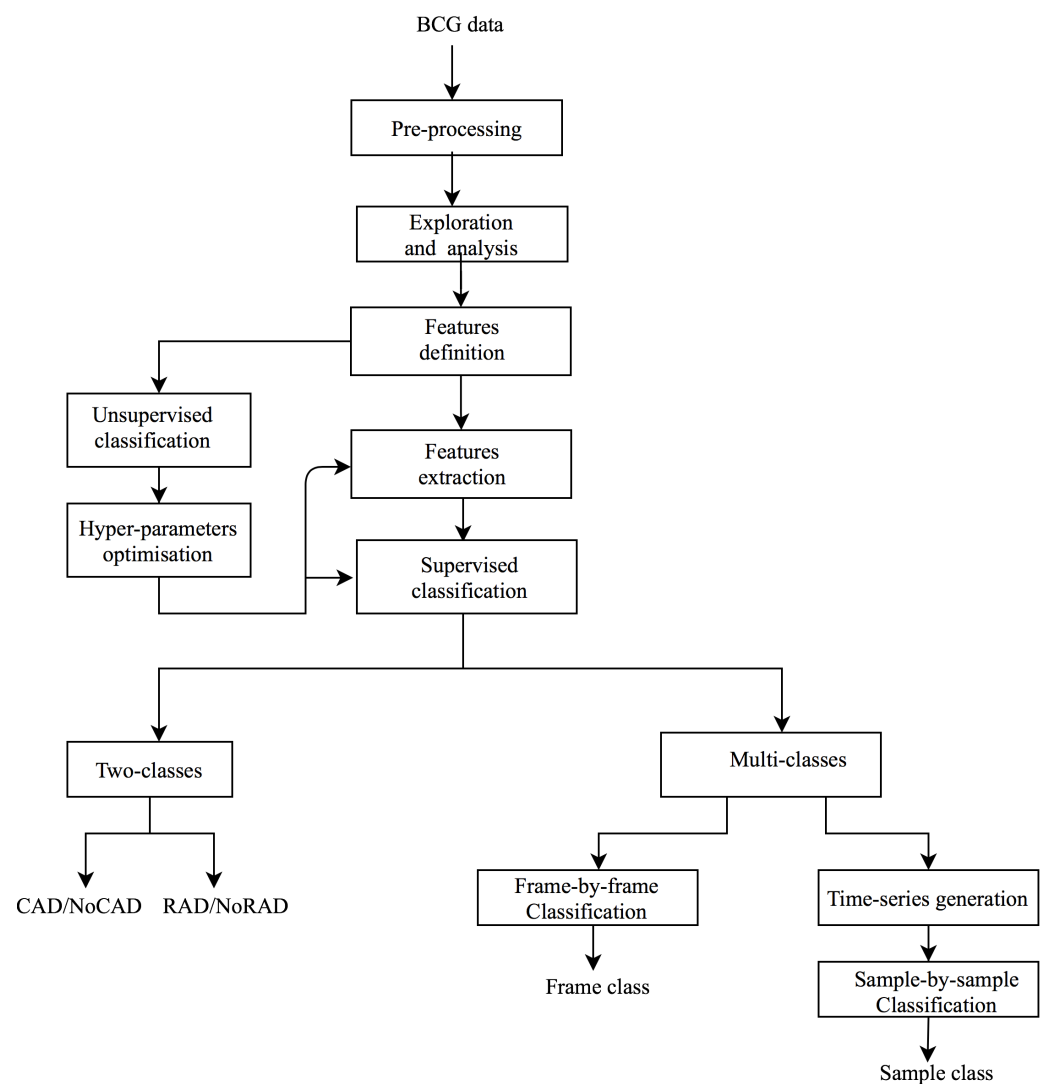 BCG data
Pre-processing
Exploration
and analysis
Features
definition
Unsupervised
classification
Features
extraction
Hyper-parameters
optimisation
Supervised
classification
Two-classes
Multi-classes
CAD/NoCAD
RAD/NoRAD
Frame-by-frame
Classification
Time-series generation
Frame class
Sample-by-sample
Classification
Sample class